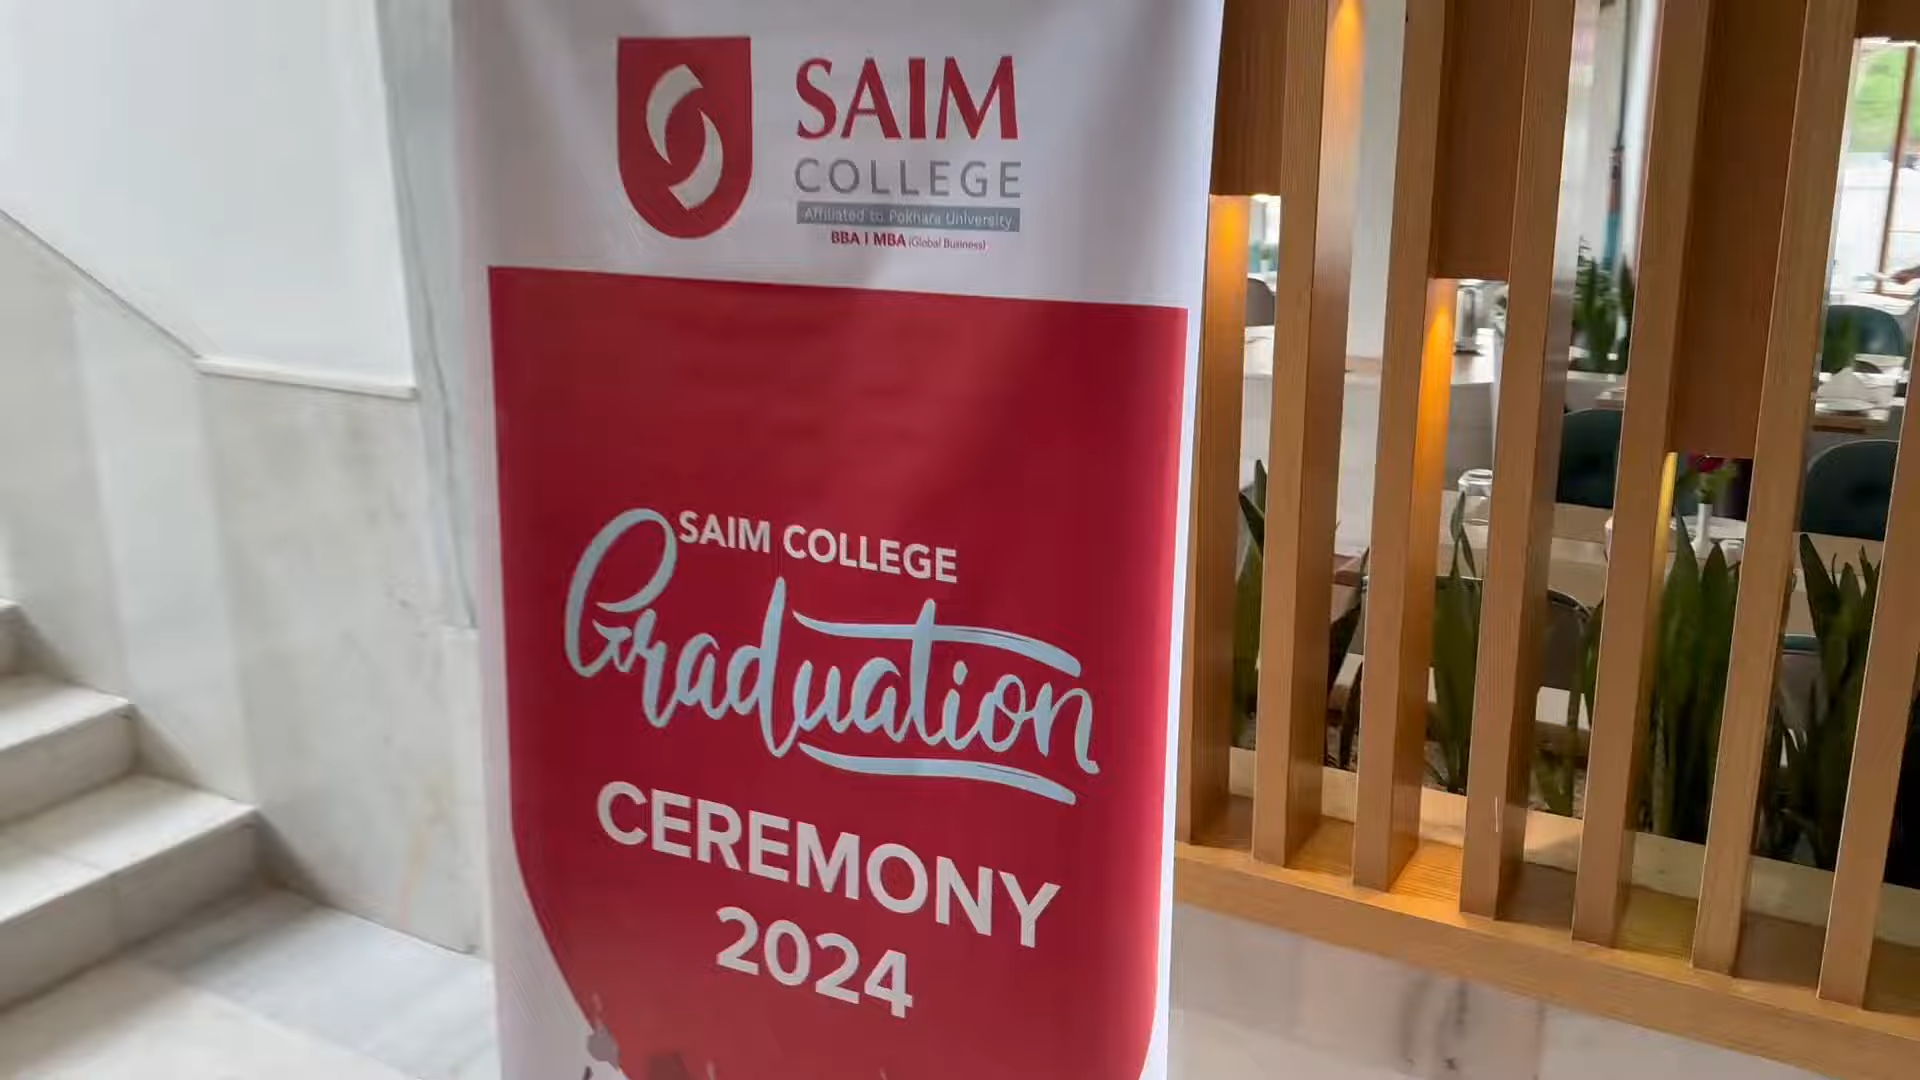 SAIM
COLLEGE
Affiliated to Pokhara University
BBA | MBA (Global Business)
SAIM COLLEGE
Graduation
CEREMONY
2024